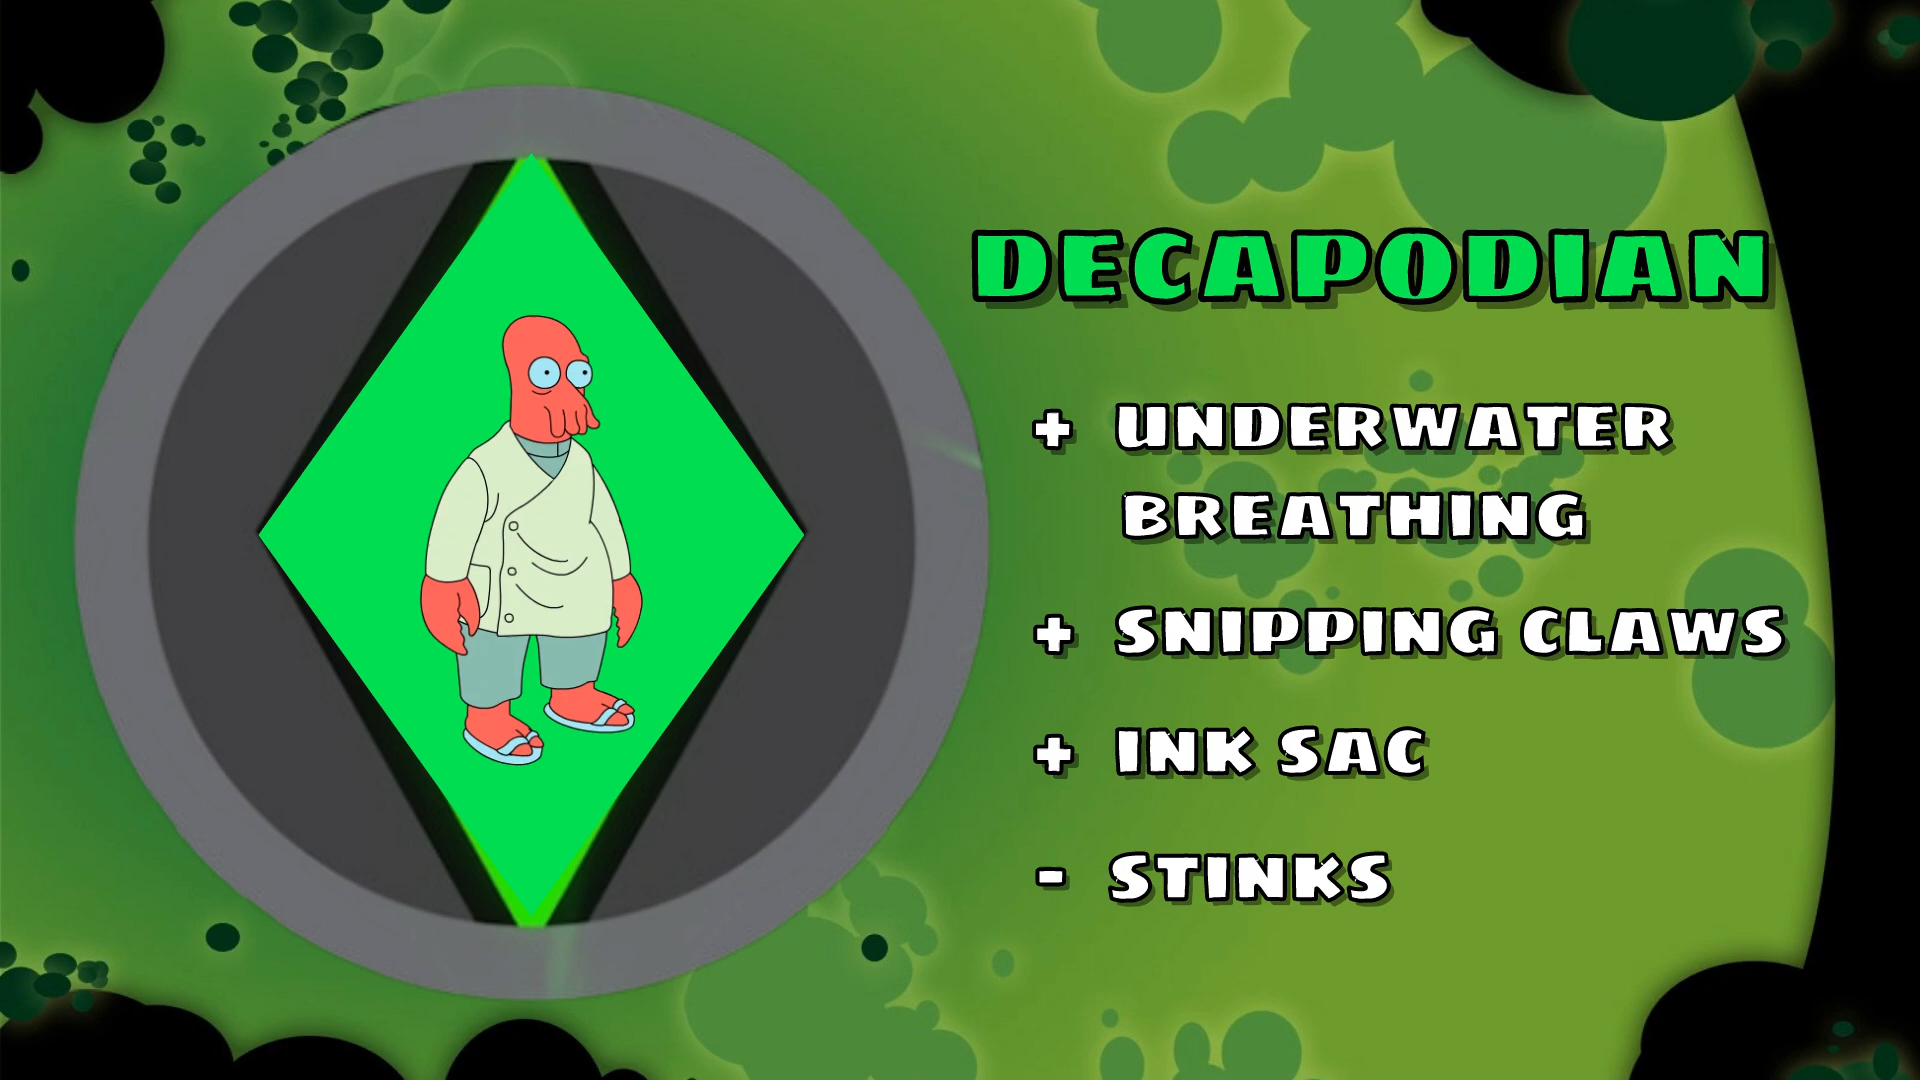 DECAPODIAN
+ UNDERWATER
BREATHING
+ SNIPPING CLAWS
+ INK SAC
- STINKS